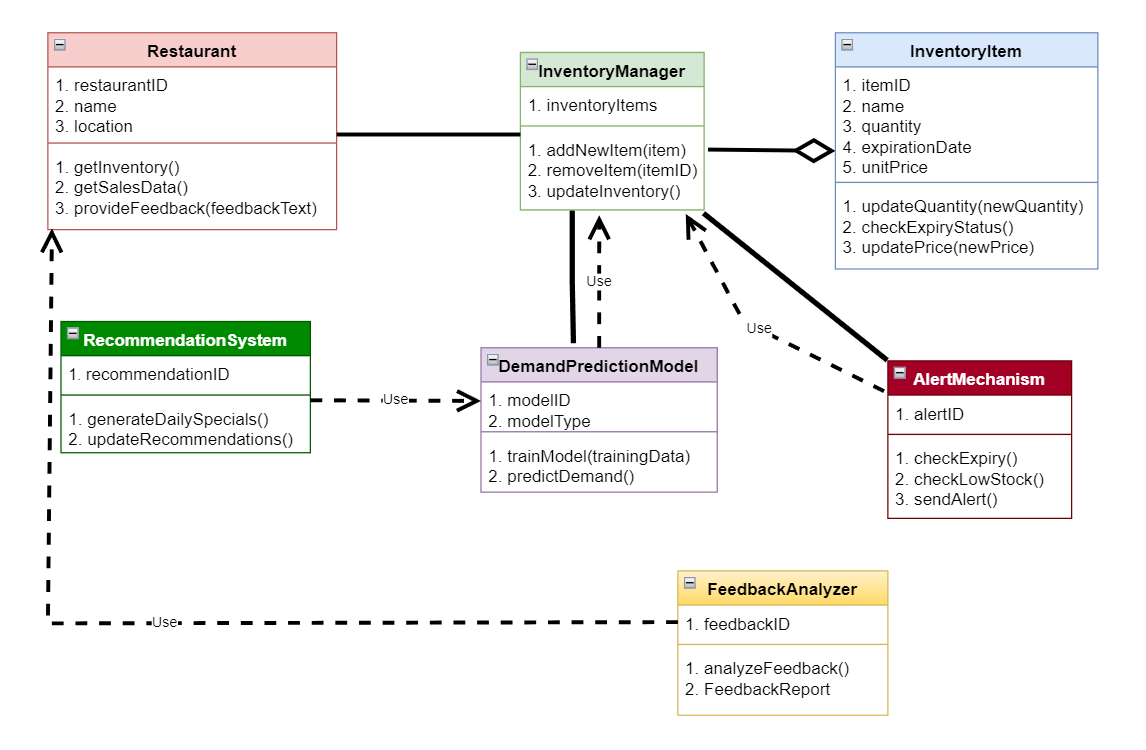 Restaurant
1. restaurantID
2. name
3. location
1. getInventory()
2. getSalesData()
3. provideFeedback(feedbackText)
InventoryManager
1. inventoryItems
1. addNewItem(item)
2. removeItem(itemID)
3. updateInventory()
InventoryItem
1. itemID
2. name
3. quantity
4. expirationDate
5. unitPrice
1. updateQuantity(newQuantity)
2. checkExpiryStatus()
3. updatePrice(newPrice)
Use
Use
RecommendationSystem
1. recommendationID
1. generateDailySpecials()
2. updateRecommendations()
Use
DemandPredictionModel
1. modelID
2. modelType
1. trainModel(trainingData)
2. predictDemand()
AlertMechanism
1. alertID
1. checkExpiry()
2. checkLowStock()
3. sendAlert()
Use
FeedbackAnalyzer
1. feedbackID
1. analyzeFeedback()
2. FeedbackReport